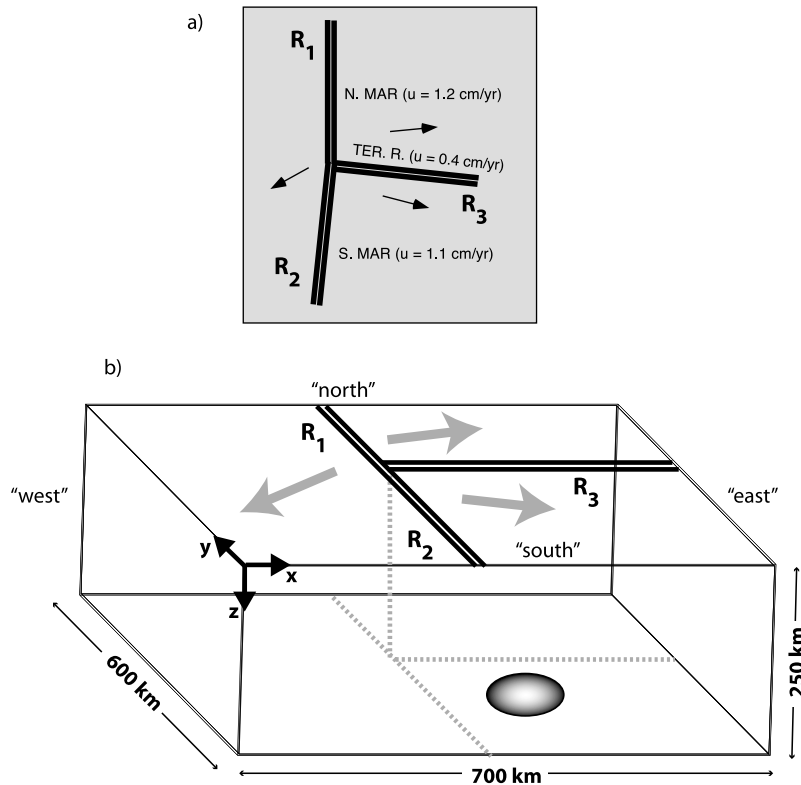 a)
R1
N. MAR (u = 1.2 cm/yr)
TER. R. (u = 0.4 cm/yr)
R3
S. MAR (u = 1.1 cm/yr)
R2
b)
“north”
R1
“west”
R3
“east”
R2
“south”
y
x
z
600 km
250 km
700 km